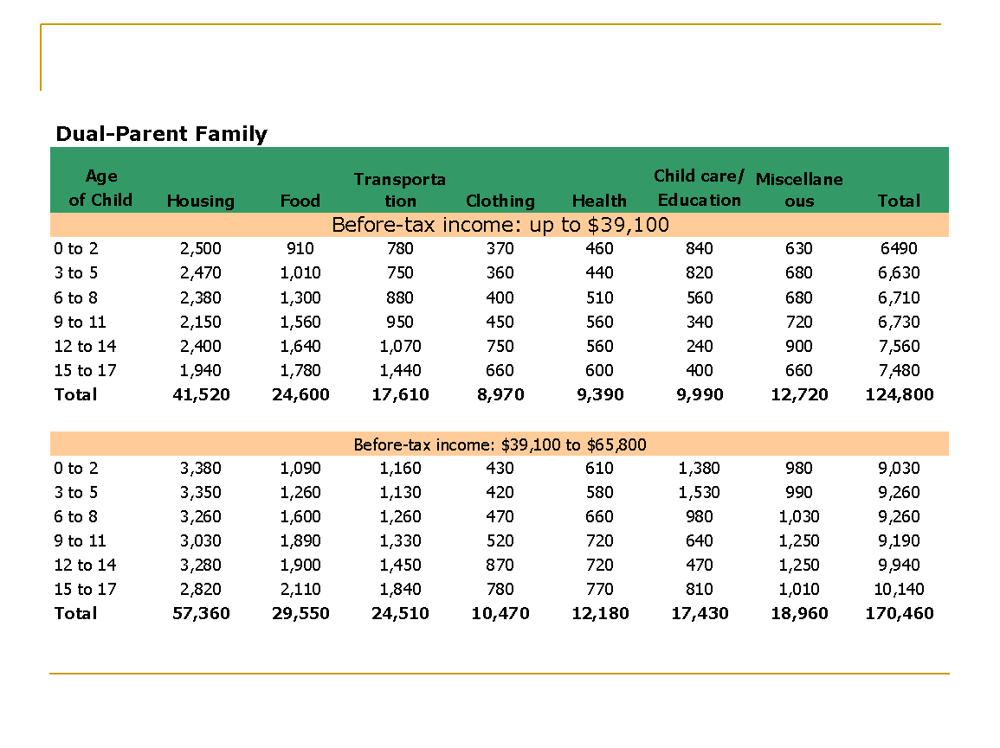 Dual-Parent Family
Age of Child Housing Food Transporta tion Clothing Health Child care/ Education Miscellane ous Total
Before-tax income: up to $39,100
0 to 2 2,500 910 780 370 460 840 630 6490
3 to 5 2,470 1,010 750 360 440 820 680 6,630
6 to 8 2,380 1,300 880 400 510 560 680 6,710
9 to 11 2,150 1,560 950 450 560 340 720 6,730
12 to 14 2,400 1,640 1,070 750 560 240 900 7,560
15 to 17 1,940 1,780 1,440 660 600 400 660 7,480
Total 41,520 24,600 17,610 8,970 9,390 9,990 12,720 124,800
Before-tax income: $39,100 to $65,800
0 to 2 3,380 1,090 1,160 430 610 1,380 980 9,030
3 to 5 3,350 1,260 1,130 420 580 1,530 990 9,260
6 to 8 3,260 1,600 1,260 470 660 980 1,030 9,260
9 to 11 3,030 1,890 1,330 520 720 640 1,250 9,190
12 to 14 3,280 1,900 1,450 870 720 470 1,250 9,940
15 to 17 2,820 2,110 1,840 780 770 810 1,010 10,140
Total 57,360 29,550 24,510 10,470 12,180 17,430 18,960 170,460